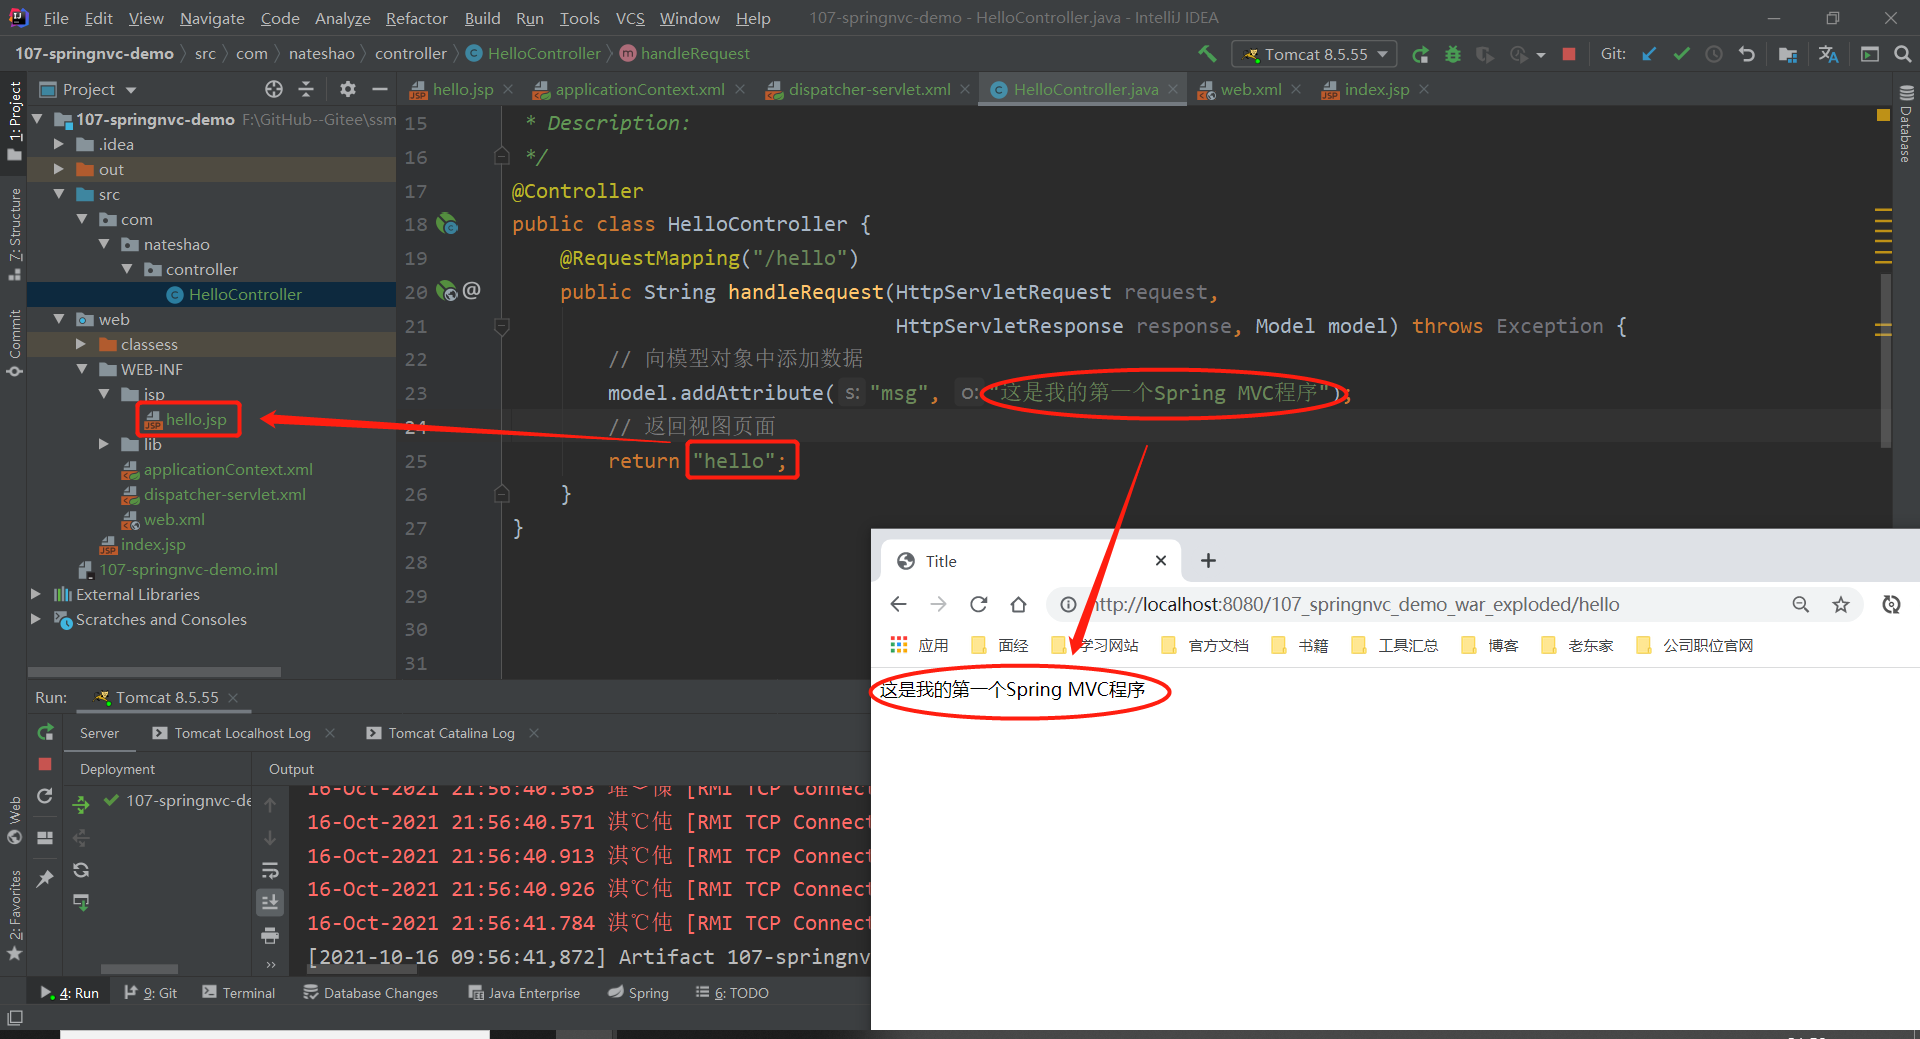 File Edit View Navigate Code Analyze Refactor Build Run Tools VCS Window Help 107-springnvc-demo - HelloController.java - IntelliJ IDEA
107-springnvc-demo src com nateshao controller HelloController handleRequest Tomcat 8.5.55 Git:
Project
hello.jsp applicationContext.xml dispatcher-servlet.xml HelloController.java web.xml index.jsp
1: Project
7: Structure
Commit
Web
2: Favorites
Database
107-springnvc-demo F:\GitHub--Gitee\ssm
.idea
out
src
com
nateshao
controller
HelloController
web
classess
WEB-INF
jsp
hello.jsp
lib
applicationContext.xml
dispatcher-servlet.xml
web.xml
index.jsp
107-springnvc-demo.iml
External Libraries
Scratches and Consoles
15 * Description:
16 */
17 @Controller
18 public class HelloController {
19 @RequestMapping("/hello")
20 public String handleRequest(HttpServletRequest request,
21 HttpServletResponse response, Model model) throws Exception {
22 // 向模型对象中添加数据
23 model.addAttribute( s: "msg", o: "这是我的第一个Spring MVC程序");
24 // 返回视图页面
25 return "hello";
26 }
27 }
28
29
30
31
Title
http://localhost:8080/107_springnvc_demo_war_exploded/hello
应用 面经 学习网站 官方文档 书籍 工具汇总 博客 老东家 公司职位官网
这是我的第一个Spring MVC程序
Run: Tomcat 8.5.55
Server Tomcat Localhost Log Tomcat Catalina Log
Deployment Output
107-springnvc-de
16-Oct-2021 21:56:40.363 [RMI TCP Connect
16-Oct-2021 21:56:40.571 淇℃伅 [RMI TCP Connect
16-Oct-2021 21:56:40.913 淇℃伅 [RMI TCP Connect
16-Oct-2021 21:56:40.926 淇℃伅 [RMI TCP Connect
16-Oct-2021 21:56:41.784 淇℃伅 [RMI TCP Connect
[2021-10-16 09:56:41,872] Artifact 107-springnv
4: Run 9: Git Terminal Database Changes Java Enterprise Spring 6: TODO